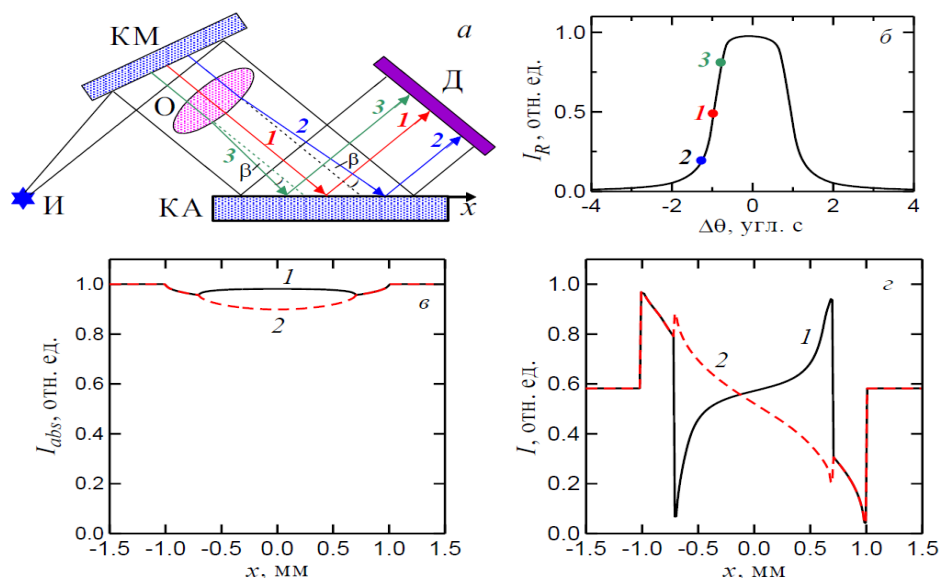 КМ
а
О
Д
3
1
2
2
1
3
β
β
И
КА
x
б
I_R, отн. ед.
1.0
0.5
0.0
3
1
2
-4 -2 0 2 4
Δθ, угл. с
в
I_abs, отн. ед.
1.0
0.8
0.6
0.4
0.2
0.0
1
2
-1.5 -1.0 -0.5 0.0 0.5 1.0 1.5
x, мм
г
I, отн. ед.
1.0
0.8
0.6
0.4
0.2
0.0
1
2
-1.5 -1.0 -0.5 0.0 0.5 1.0 1.5
x, мм